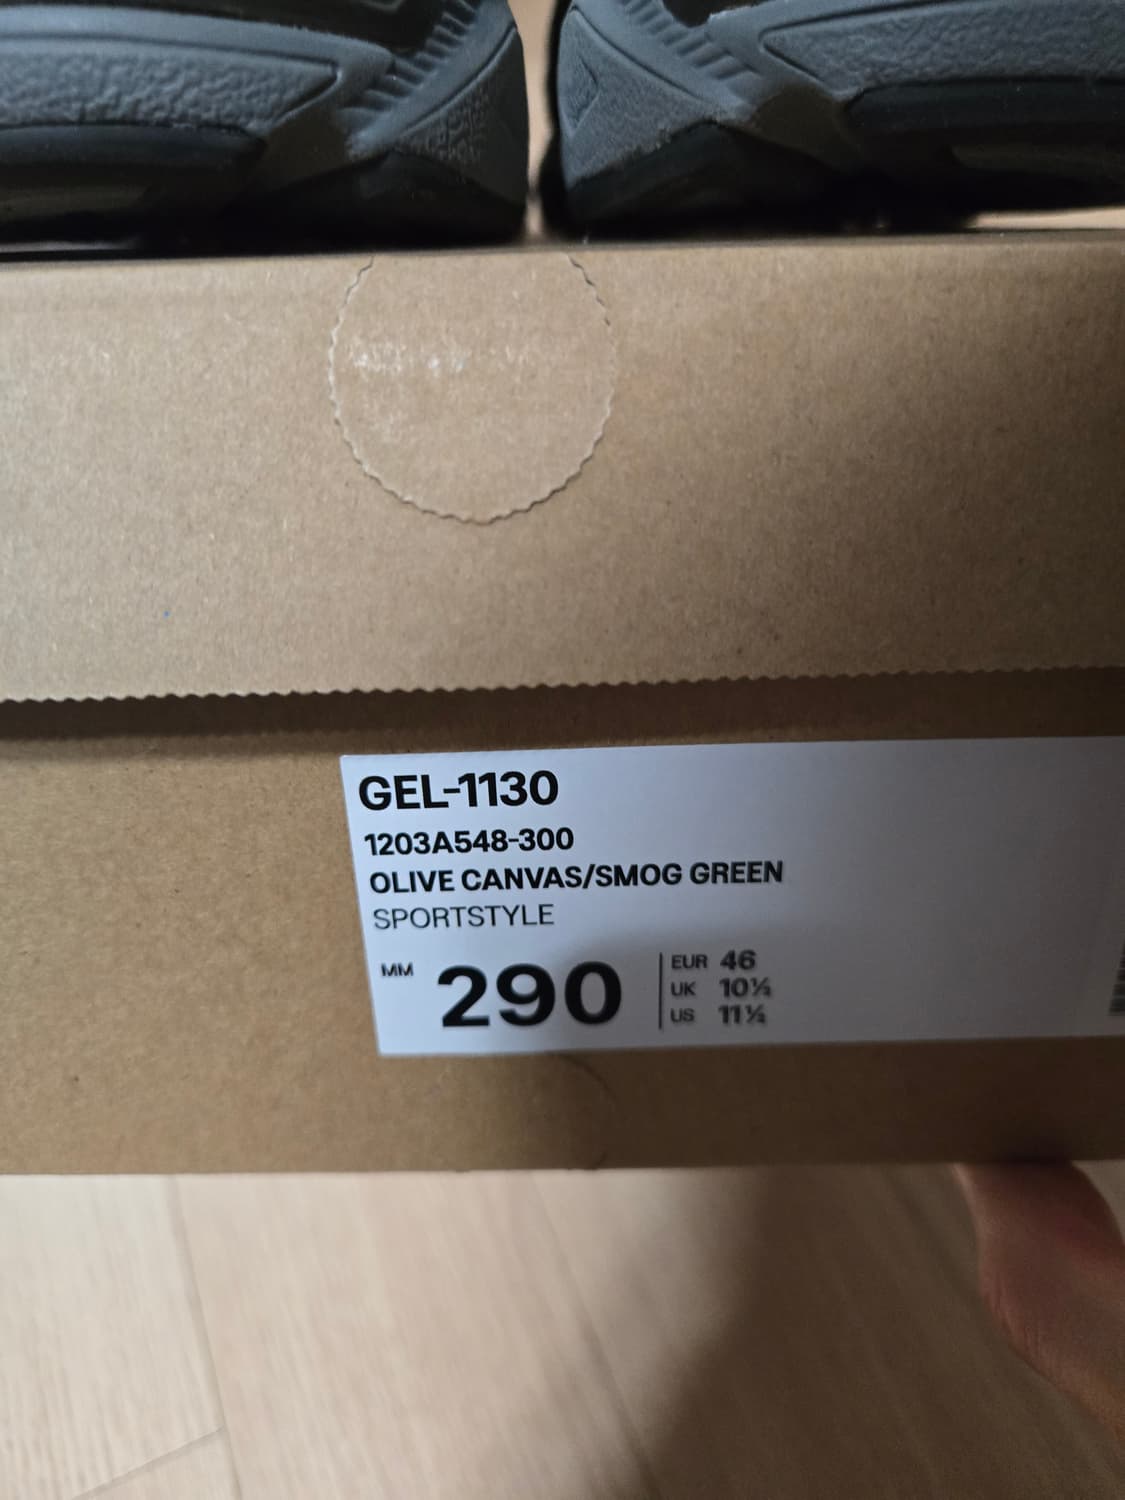 GEL-1130
1203A548-300
OLIVE CANVAS/SMOG GREEN
SPORTSTYLE
MM 290
EUR 46
UK 10½
US 11½